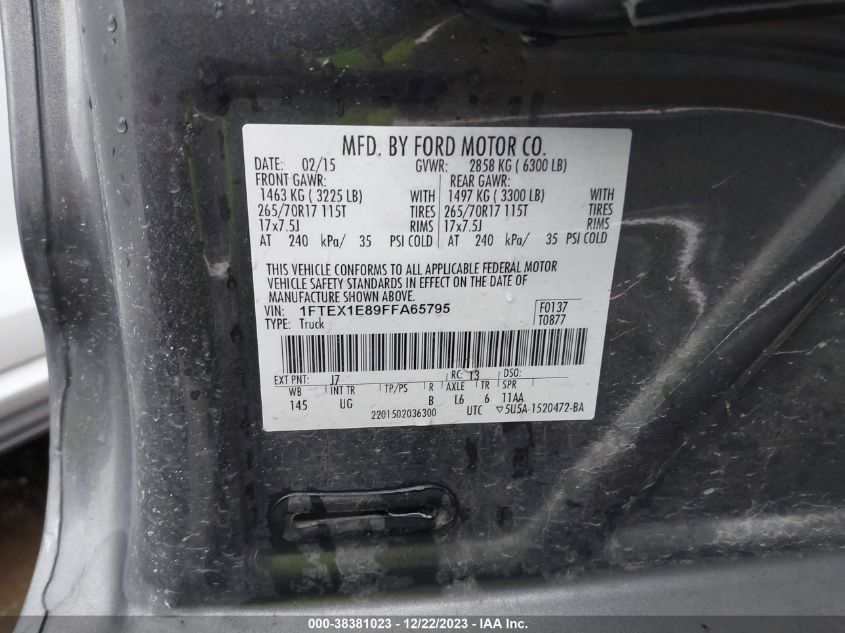 MFD. BY FORD MOTOR CO.
DATE: 02/15 GVWR: 2858 KG ( 6300 LB)
FRONT GAWR: REAR GAWR:
1463 KG ( 3225 LB) WITH 1497 KG ( 3300 LB) WITH
265/70R17 115T TIRES 265/70R17 115T TIRES
17x7.5J RIMS 17x7.5J RIMS
AT 240 kPa/ 35 PSI COLD AT 240 kPa/ 35 PSI COLD
THIS VEHICLE CONFORMS TO ALL APPLICABLE FEDERAL MOTOR
VEHICLE SAFETY STANDARDS IN EFFECT ON THE DATE OF
MANUFACTURE SHOWN ABOVE.
VIN: 1FTEX1E89FFA65795 F0137
TYPE: Truck T0877
EXT PNT: J7 RC: T3 DSO:
WB INT TR TP/PS R AXLE TR SPR
145 UG B L6 6 11AA
2201502036300 UTC ▽5U5A-1520472-BA
000-38381023 - 12/22/2023 - IAA Inc.